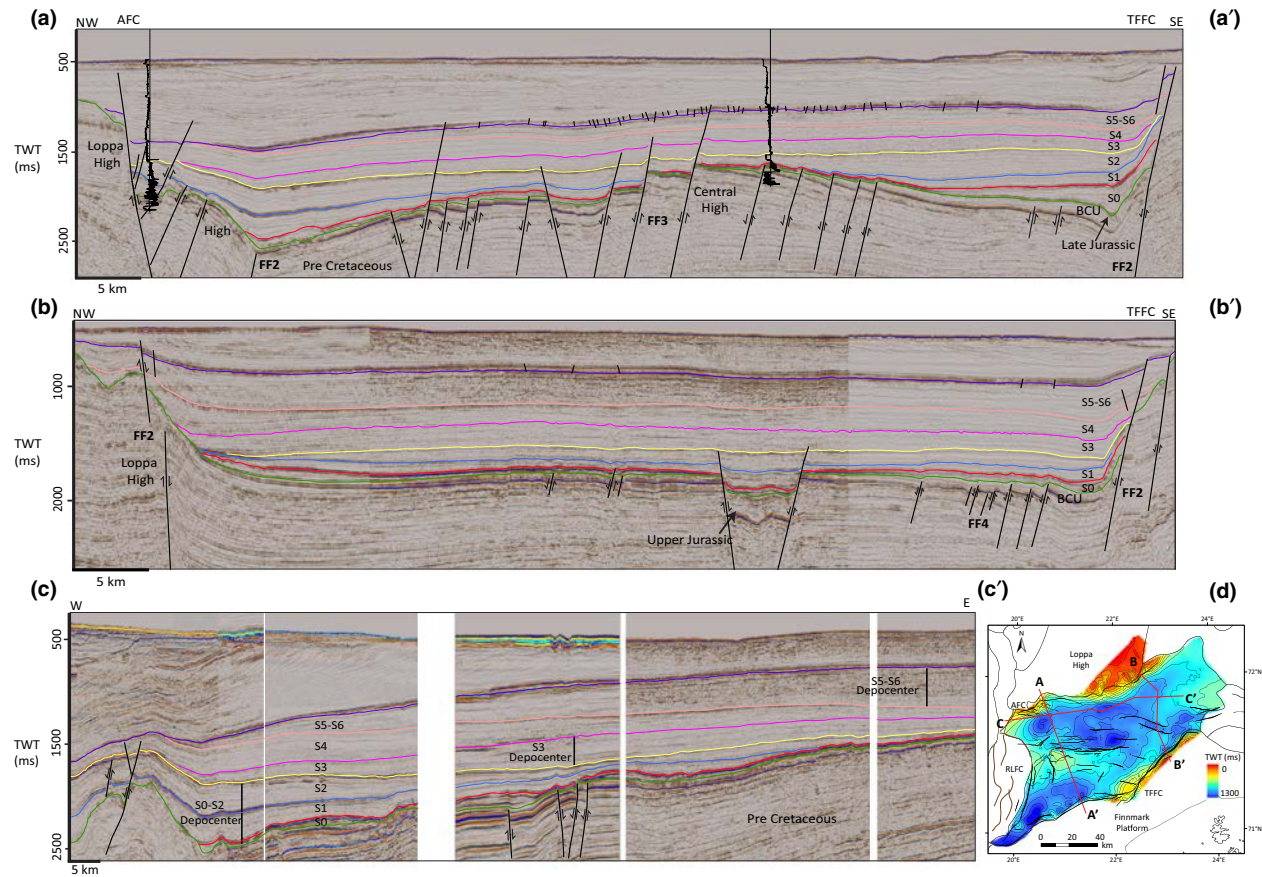 (a)
(a')
NW
AFC
TFFC
SE
500
1500
2500
TWT
(ms)
Loppa
High
High
FF2
Pre Cretaceous
FF3
Central
High
S5-S6
S4
S3
S2
S1
S0
BCU
Late Jurassic
FF2
5 km
(b)
(b')
NW
TFFC
SE
1000
2000
TWT
(ms)
FF2
Loppa
High
Upper Jurassic
S5-S6
S4
S3
S1
S0
BCU
FF2
FF4
5 km
(c)
(c')
W
E
500
1500
2500
TWT
(ms)
S5-S6
S4
S3
S2
S1
S0
S0-S2
Depocenter
S3
Depocenter
S5-S6
Depocenter
Pre Cretaceous
5 km
(d)
20°E
22°E
24°E
N
Loppa
High
72°N
A
B
AFC
C
C'
B'
A'
RLFC
TFFC
Finnmark
Platform
TWT (ms)
0
1300
71°N
0 20 40
km
20°E
22°E
24°E